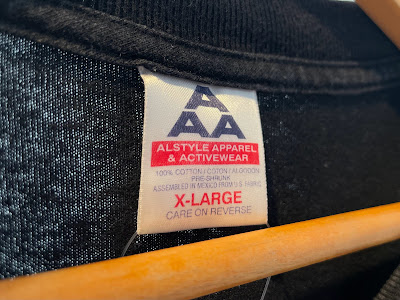 A
AAA
ALSTYLE APPAREL
& ACTIVEWEAR
100% COTTON / COTON / ALGODON
PRE-SHRUNK
ASSEMBLED IN MEXICO FROM U.S. FABRIC
X-LARGE
CARE ON REVERSE